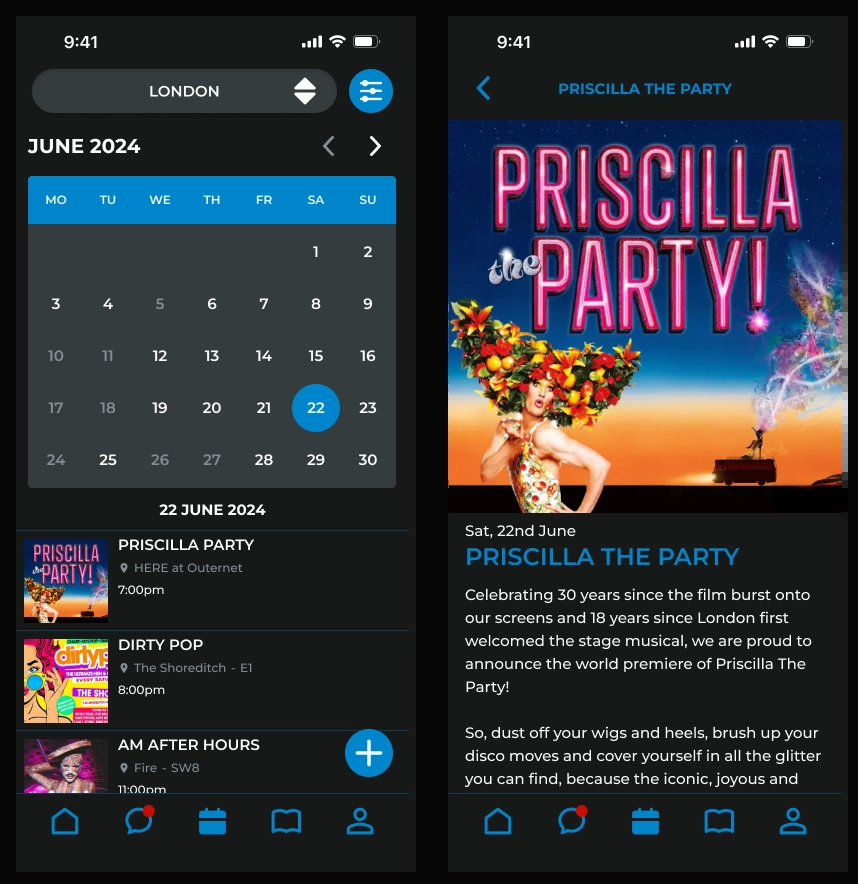 9:41
LONDON
JUNE 2024
MO TU WE TH FR SA SU
1 2
3 4 5 6 7 8 9
10 11 12 13 14 15 16
17 18 19 20 21 22 23
24 25 26 27 28 29 30
22 JUNE 2024
PRISCILLA
the
PARTY!
PRISCILLA PARTY
HERE at Outernet
7:00pm
dirtyp
THE SHO
DIRTY POP
The Shoreditch - E1
8:00pm
AM AFTER HOURS
Fire - SW8
11:00pm
9:41
PRISCILLA THE PARTY
PRISCILLA
the
PARTY!
Sat, 22nd June
PRISCILLA THE PARTY
Celebrating 30 years since the film burst onto
our screens and 18 years since London first
welcomed the stage musical, we are proud to
announce the world premiere of Priscilla The
Party!
So, dust off your wigs and heels, brush up your
disco moves and cover yourself in all the glitter
you can find, because the iconic, joyous and